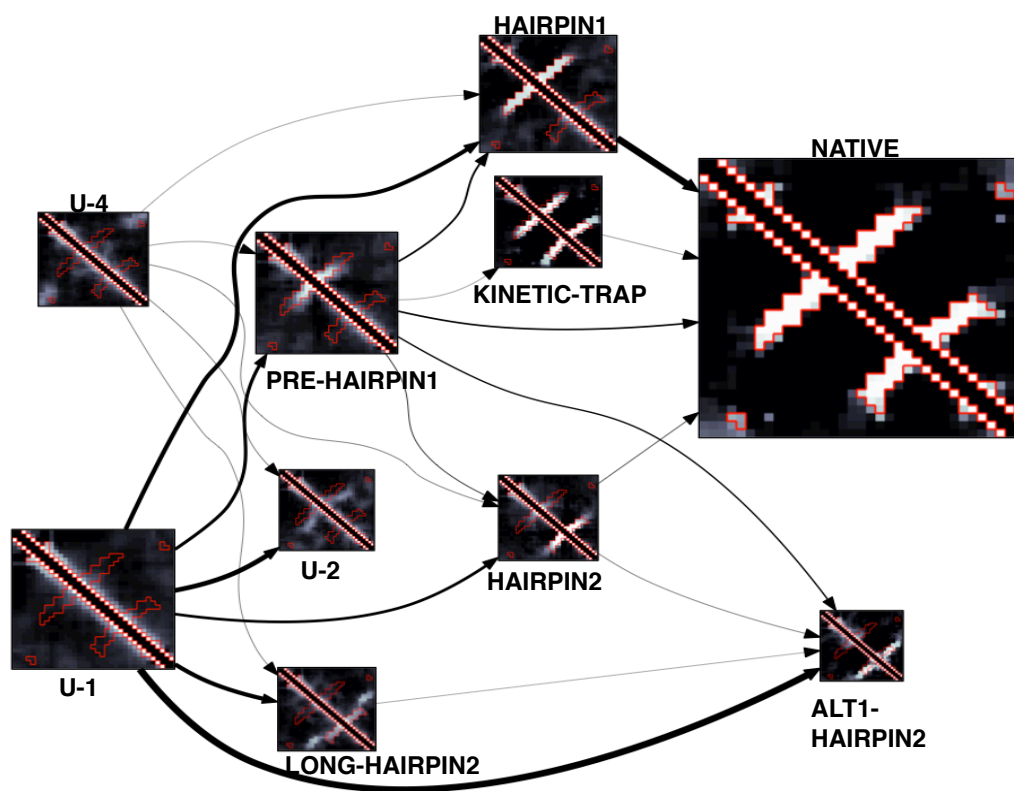 HAIRPIN1
NATIVE
U-4
KINETIC-TRAP
PRE-HAIRPIN1
U-2
HAIRPIN2
U-1
ALT1-
HAIRPIN2
LONG-HAIRPIN2